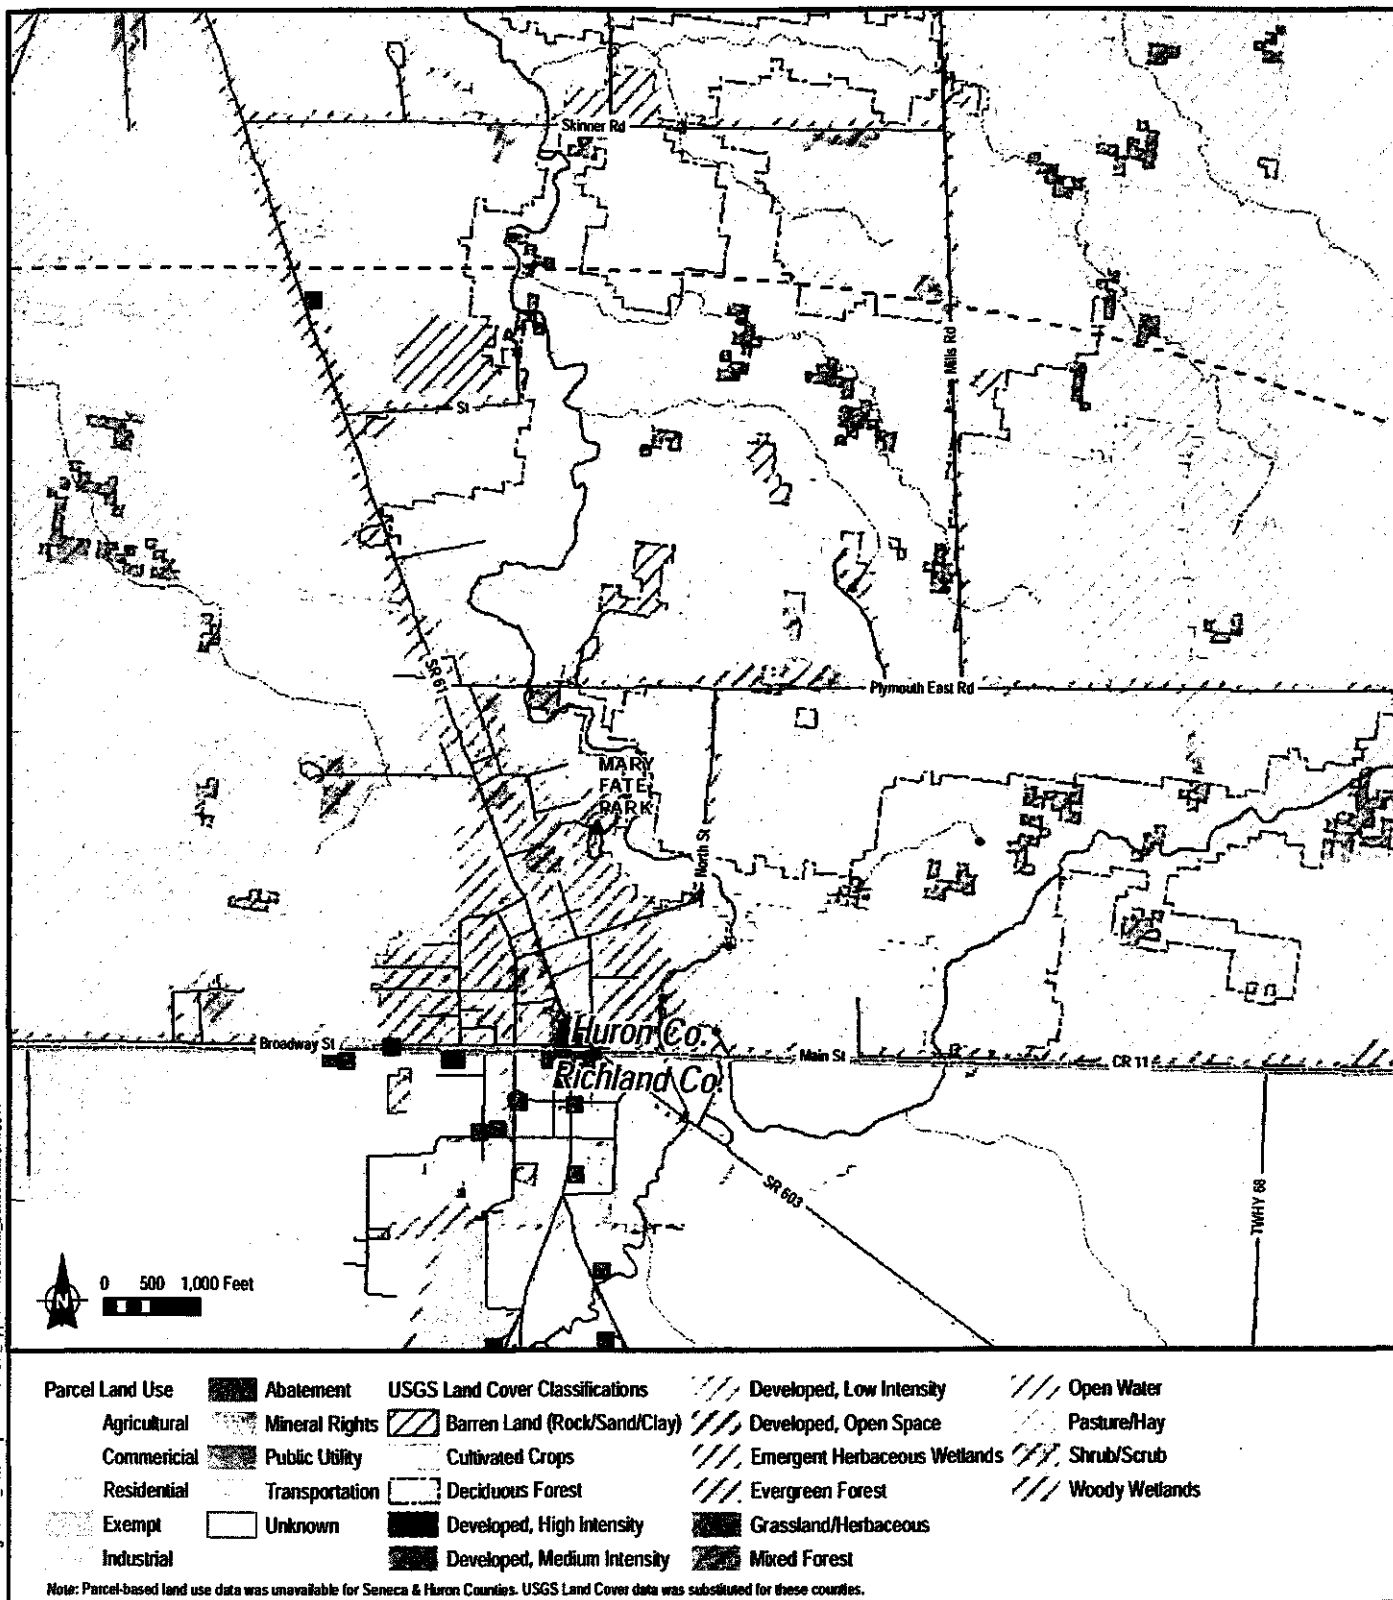 Skinner Rd
St
Adams Mills Rd
SR 61
Plymouth East Rd
MARY
FATE
PARK
North St
Broadway St
Huron Co.
Main St
CR 11
Richland Co.
SR 603
TWHY 68
N
0 500 1,000 Feet
Parcel Land Use
Agricultural
Commericial
Residential
Exempt
Industrial
Abatement
Mineral Rights
Public Utility
Transportation
Unknown
USGS Land Cover Classifications
Barren Land (Rock/Sand/Clay)
Cultivated Crops
Deciduous Forest
Developed, High Intensity
Developed, Medium Intensity
Developed, Low Intensity
Developed, Open Space
Emergent Herbaceous Wetlands
Evergreen Forest
Grassland/Herbaceous
Mixed Forest
Open Water
Pasture/Hay
Shrub/Scrub
Woody Wetlands
Note: Parcel-based land use data was unavailable for Seneca & Huron Counties. USGS Land Cover data was substituted for these counties.